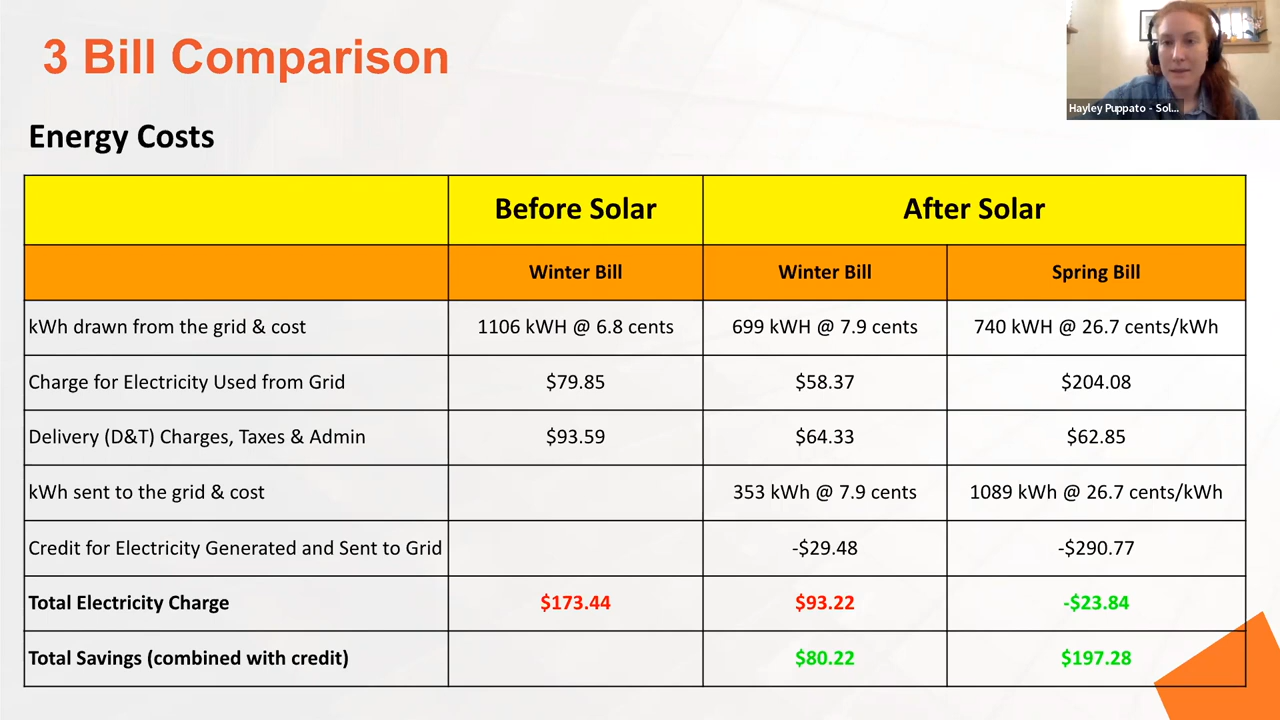 3 Bill Comparison
Hayley Puppato - Sol...
Energy Costs
Before Solar After Solar
Winter Bill Winter Bill Spring Bill
kWh drawn from the grid & cost 1106 kWH @ 6.8 cents 699 kWH @ 7.9 cents 740 kWH @ 26.7 cents/kWh
Charge for Electricity Used from Grid $79.85 $58.37 $204.08
Delivery (D&T) Charges, Taxes & Admin $93.59 $64.33 $62.85
kWh sent to the grid & cost 353 kWh @ 7.9 cents 1089 kWh @ 26.7 cents/kWh
Credit for Electricity Generated and Sent to Grid -$29.48 -$290.77
Total Electricity Charge $173.44 $93.22 -$23.84
Total Savings (combined with credit) $80.22 $197.28